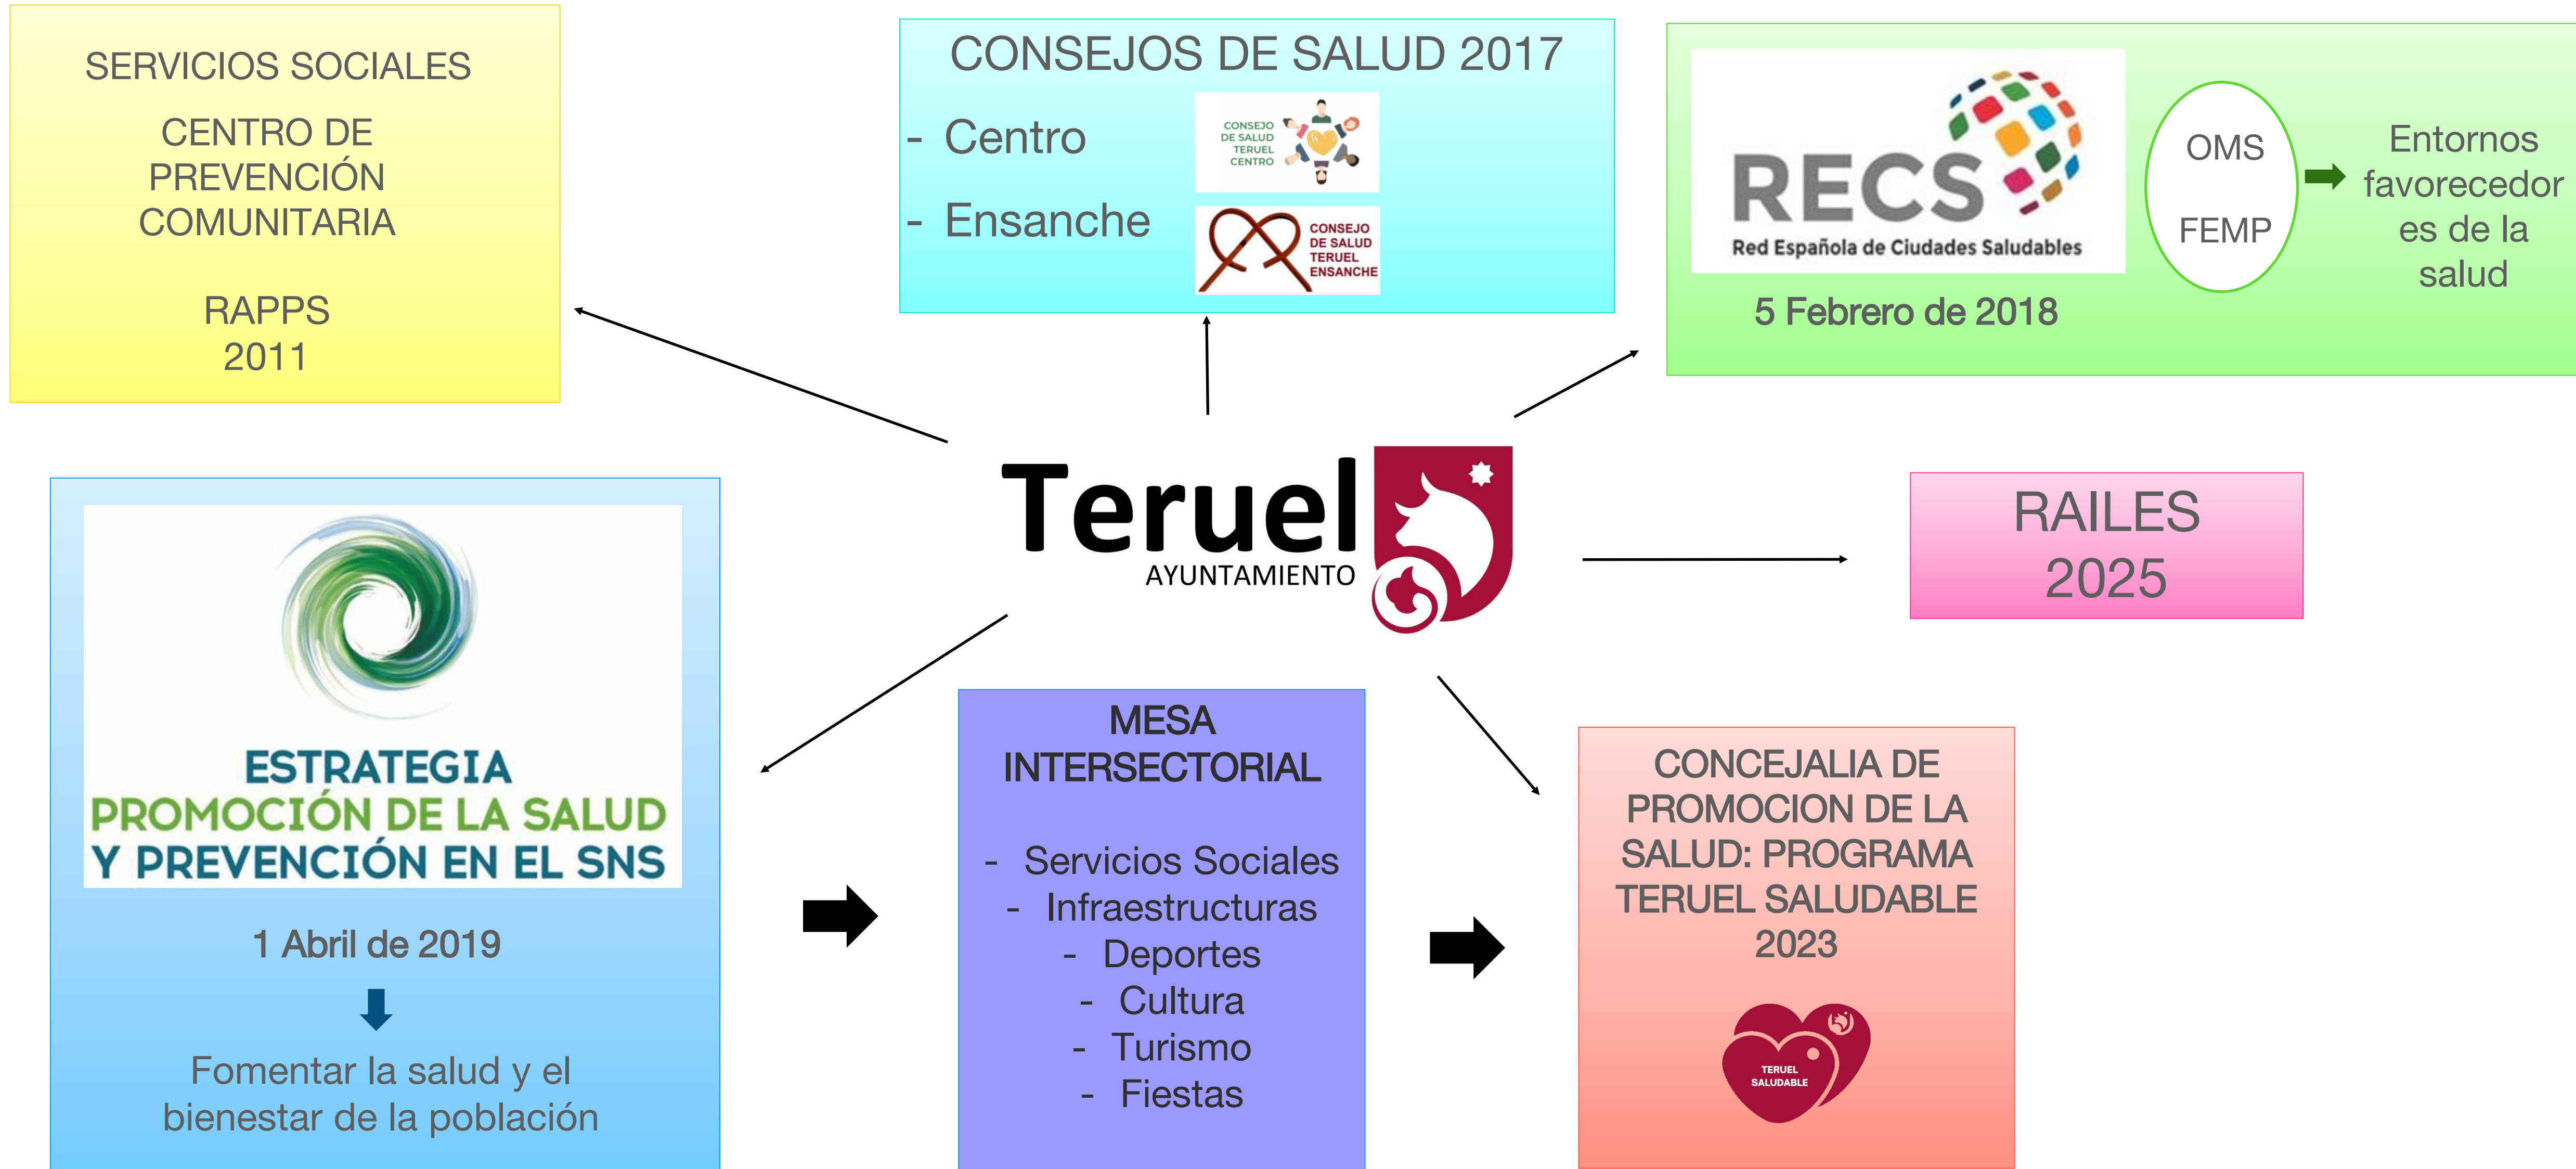 SERVICIOS SOCIALES
CENTRO DE
PREVENCIÓN
COMUNITARIA
RAPPS
2011
CONSEJOS DE SALUD 2017
- Centro
CONSEJO
DE SALUD
TERUEL
CENTRO
- Ensanche
CONSEJO
DE SALUD
TERUEL
ENSANCHE
RECS
Red Española de Ciudades Saludables
5 Febrero de 2018
OMS
FEMP
Entornos
favorecedor
es de la
salud
Teruel
AYUNTAMIENTO
RAILES
2025
ESTRATEGIA
PROMOCIÓN DE LA SALUD
Y PREVENCIÓN EN EL SNS
1 Abril de 2019
Fomentar la salud y el
bienestar de la población
MESA
INTERSECTORIAL
- Servicios Sociales
- Infraestructuras
- Deportes
- Cultura
- Turismo
- Fiestas
CONCEJALIA DE
PROMOCION DE LA
SALUD: PROGRAMA
TERUEL SALUDABLE
2023
TERUEL
SALUDABLE